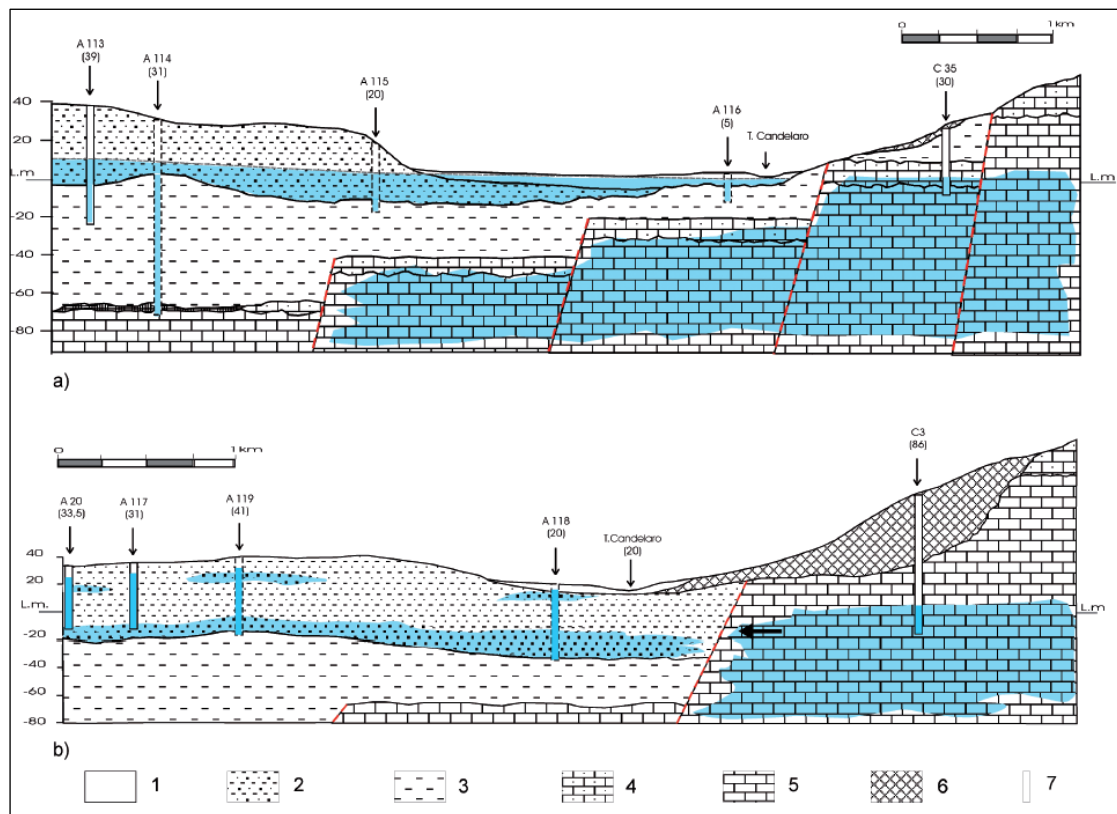 0 1 km
A 113
(39)
A 114
(31)
A 115
(20)
A 116
(5)
T. Candelaro
C 35
(30)
40
20
L.m
L.m
-20
-40
-60
-80
a)
0 1 km
C3
(86)
A 20
(33,5)
A 117
(31)
A 119
(41)
A 118
(20)
T.Candelaro
(20)
40
20
L.m.
L.m
-20
-40
-60
-80
b)
1 2 3 4 5 6 7